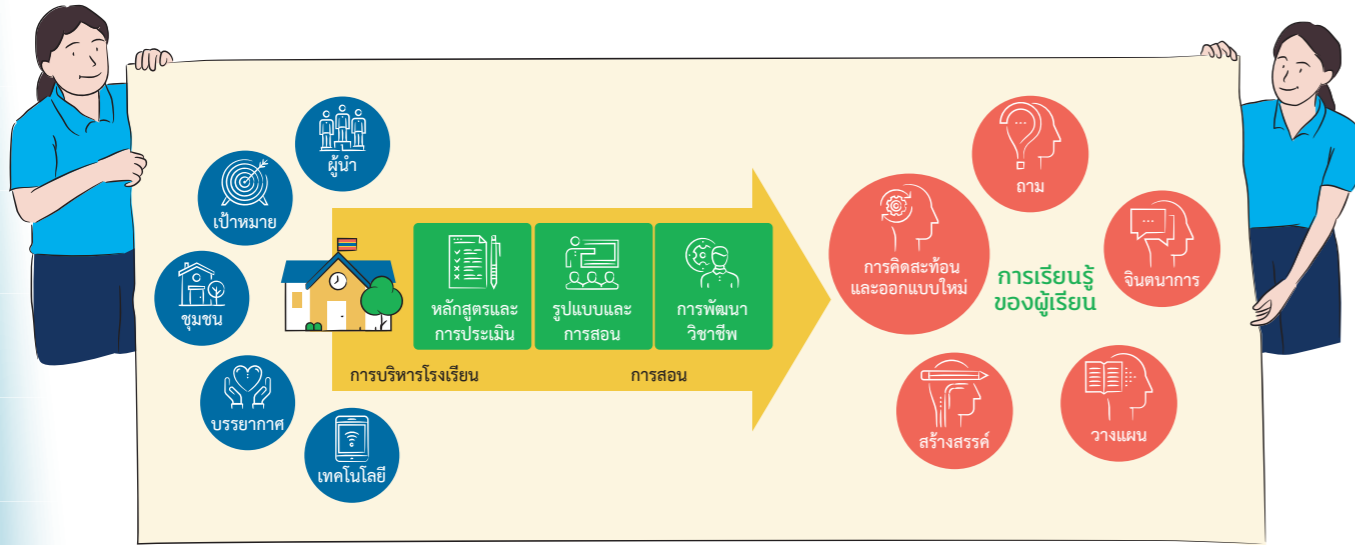 ผู้นำ
เป้าหมาย
ชุมชน
บรรยากาศ
เทคโนโลยี
หลักสูตรและ
การประเมิน
รูปแบบและ
การสอน
การพัฒนา
วิชาชีพ
การบริหารโรงเรียน
การสอน
ถาม
จินตนาการ
วางแผน
สร้างสรรค์
การคิดสะท้อน
และออกแบบใหม่
การเรียนรู้
ของผู้เรียน